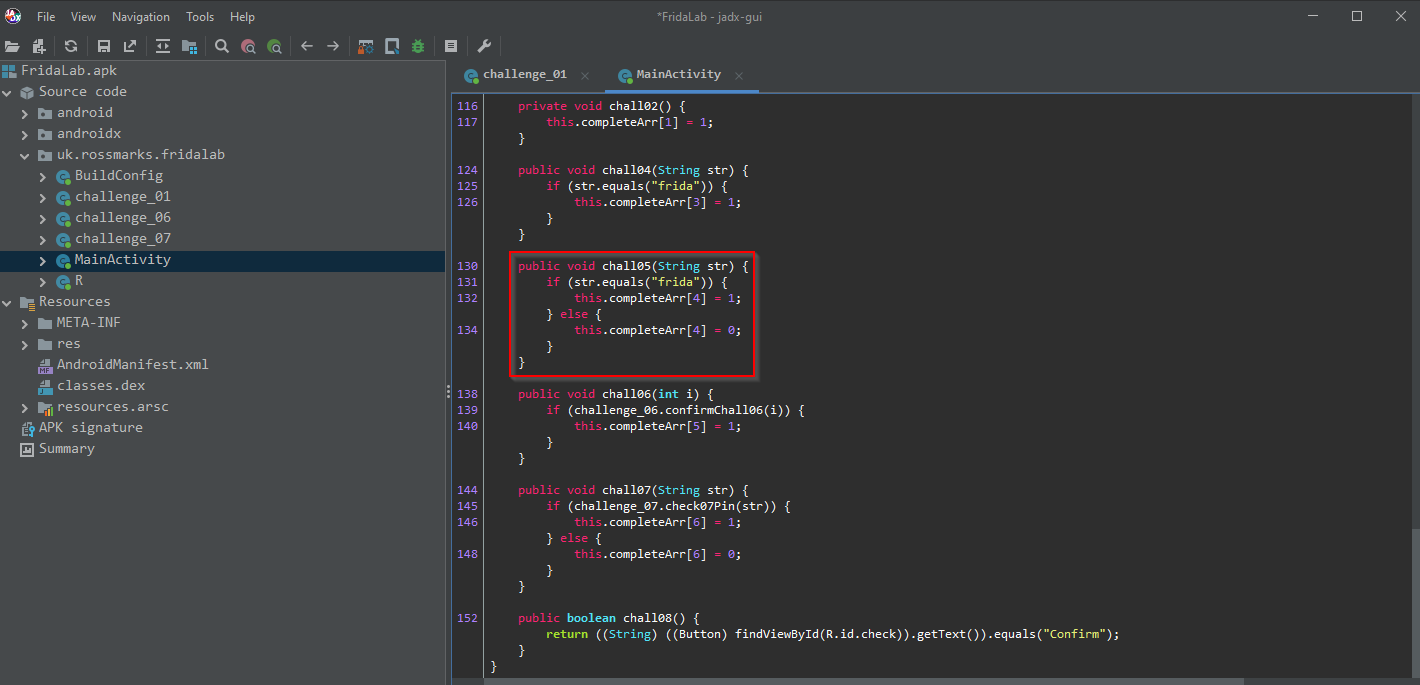 File View Navigation Tools Help
*FridaLab - jadx-gui
FridaLab.apk
Source code
android
androidx
uk.rossmarks.fridalab
BuildConfig
challenge_01
challenge_06
challenge_07
MainActivity
R
Resources
META-INF
res
AndroidManifest.xml
classes.dex
resources.arsc
APK signature
Summary
challenge_01 MainActivity
116 private void chall02() {
117 this.completeArr[1] = 1;
}
124 public void chall04(String str) {
125 if (str.equals("frida")) {
126 this.completeArr[3] = 1;
}
}
130 public void chall05(String str) {
131 if (str.equals("frida")) {
132 this.completeArr[4] = 1;
} else {
134 this.completeArr[4] = 0;
}
}
138 public void chall06(int i) {
139 if (challenge_06.confirmChall06(i)) {
140 this.completeArr[5] = 1;
}
}
144 public void chall07(String str) {
145 if (challenge_07.check07Pin(str)) {
146 this.completeArr[6] = 1;
} else {
148 this.completeArr[6] = 0;
}
}
152 public boolean chall08() {
return ((String) ((Button) findViewById(R.id.check)).getText()).equals("Confirm");
}
}